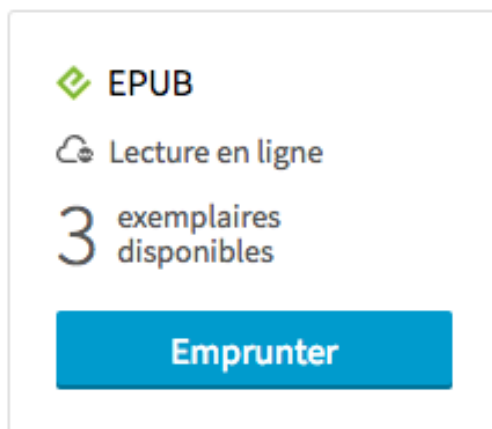 EPUB
Lecture en ligne
3 exemplaires
disponibles
Emprunter